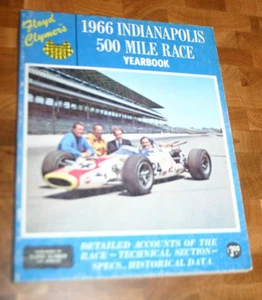 Floyd
Clymer's
1966 INDIANAPOLIS
500 MILE RACE
YEARBOOK
DETAILED ACCOUNTS OF THE
RACE - TECHNICAL SECTION -
SPECS., HISTORICAL DATA